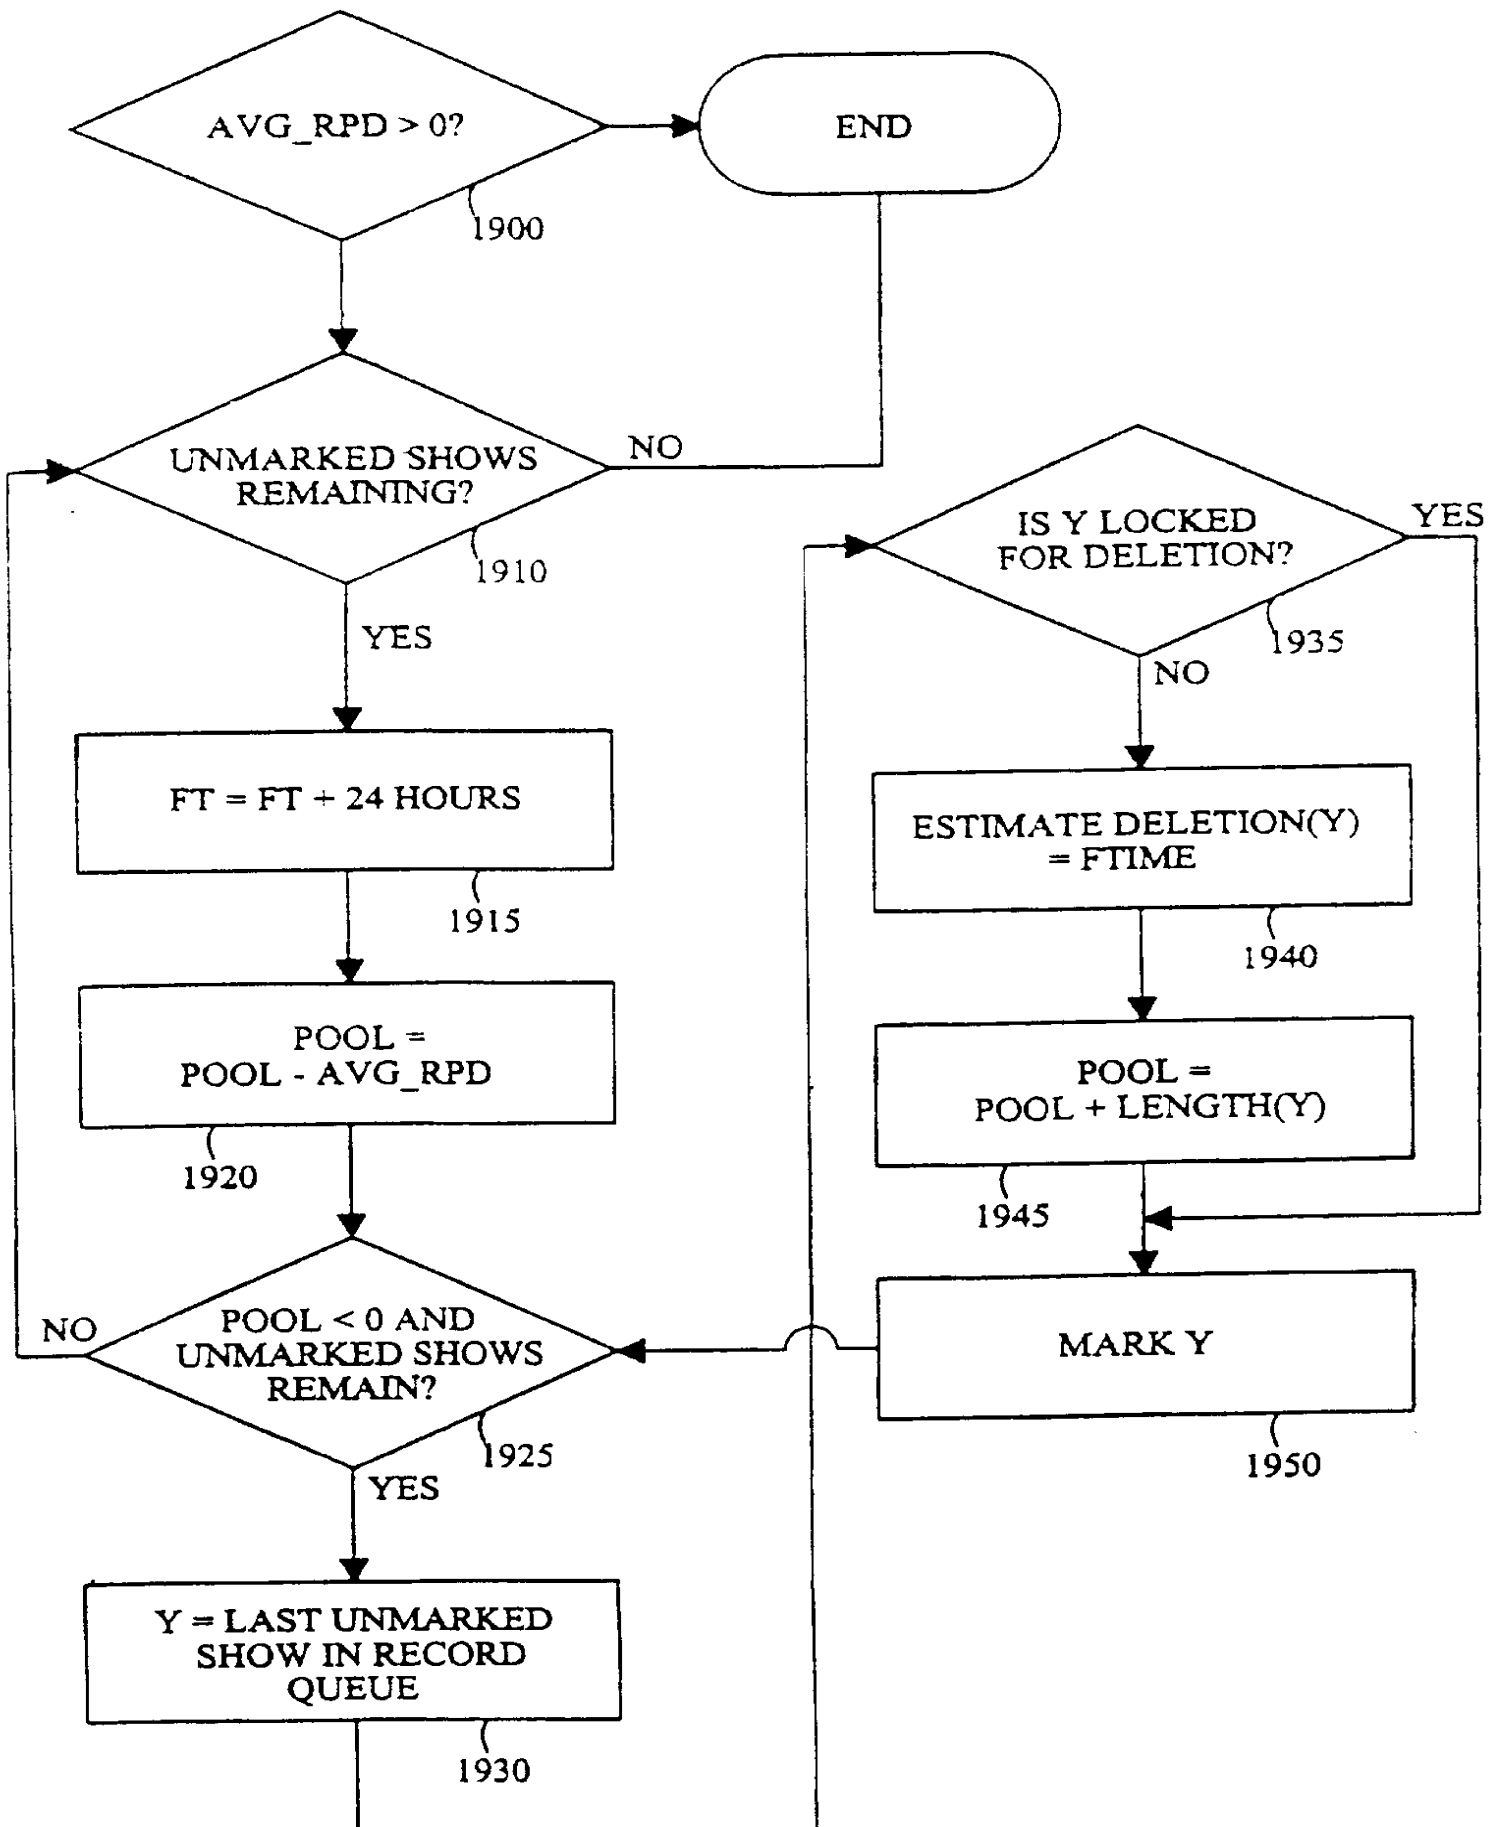 AVG_RPD > 0?
END
1900
UNMARKED SHOWS
REMAINING?
NO
1910
YES
FT = FT + 24 HOURS
1915
POOL =
POOL - AVG_RPD
1920
POOL < 0 AND
UNMARKED SHOWS
REMAIN?
NO
1925
YES
Y = LAST UNMARKED
SHOW IN RECORD
QUEUE
1930
IS Y LOCKED
FOR DELETION?
YES
1935
NO
ESTIMATE DELETION(Y)
= FTIME
1940
POOL =
POOL + LENGTH(Y)
1945
MARK Y
1950